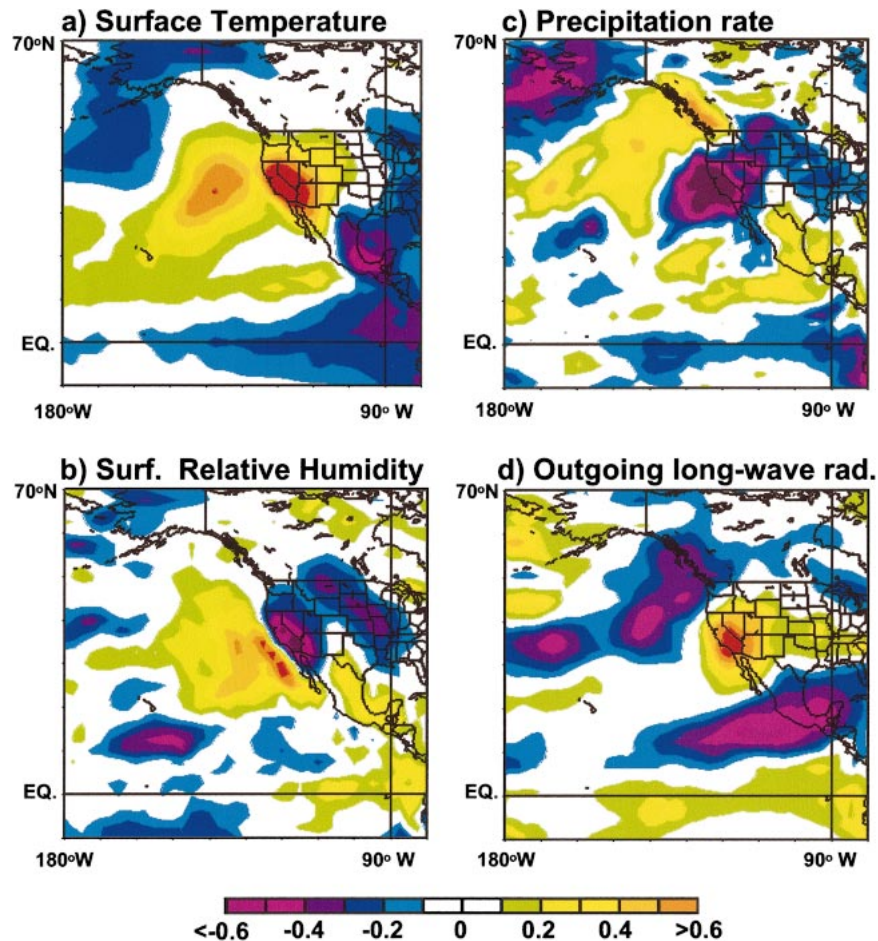 a) Surface Temperature
70oN
EQ.
180oW
90o W
c) Precipitation rate
70oN
EQ.
180oW
90o W
b) Surf. Relative Humidity
70oN
EQ.
180oW
90o W
d) Outgoing long-wave rad.
70oN
EQ.
180oW
90o W
<-0.6 -0.4 -0.2 0 0.2 0.4 >0.6